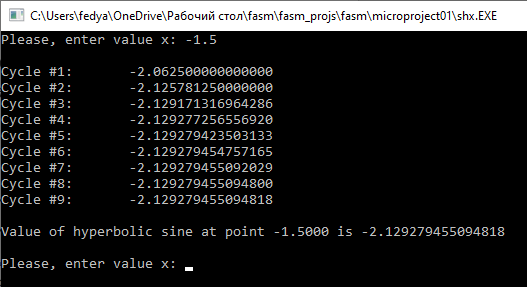 C:\Users\fedya\OneDrive\Рабочий стол\fasm\fasm_projs\fasm\microproject01\shx.EXE
Please, enter value x: -1.5
Cycle #1: -2.062500000000000
Cycle #2: -2.125781250000000
Cycle #3: -2.129171316964286
Cycle #4: -2.129277256556920
Cycle #5: -2.129279423503133
Cycle #6: -2.129279454757165
Cycle #7: -2.129279455092029
Cycle #8: -2.129279455094800
Cycle #9: -2.129279455094818
Value of hyperbolic sine at point -1.5000 is -2.129279455094818
Please, enter value x: